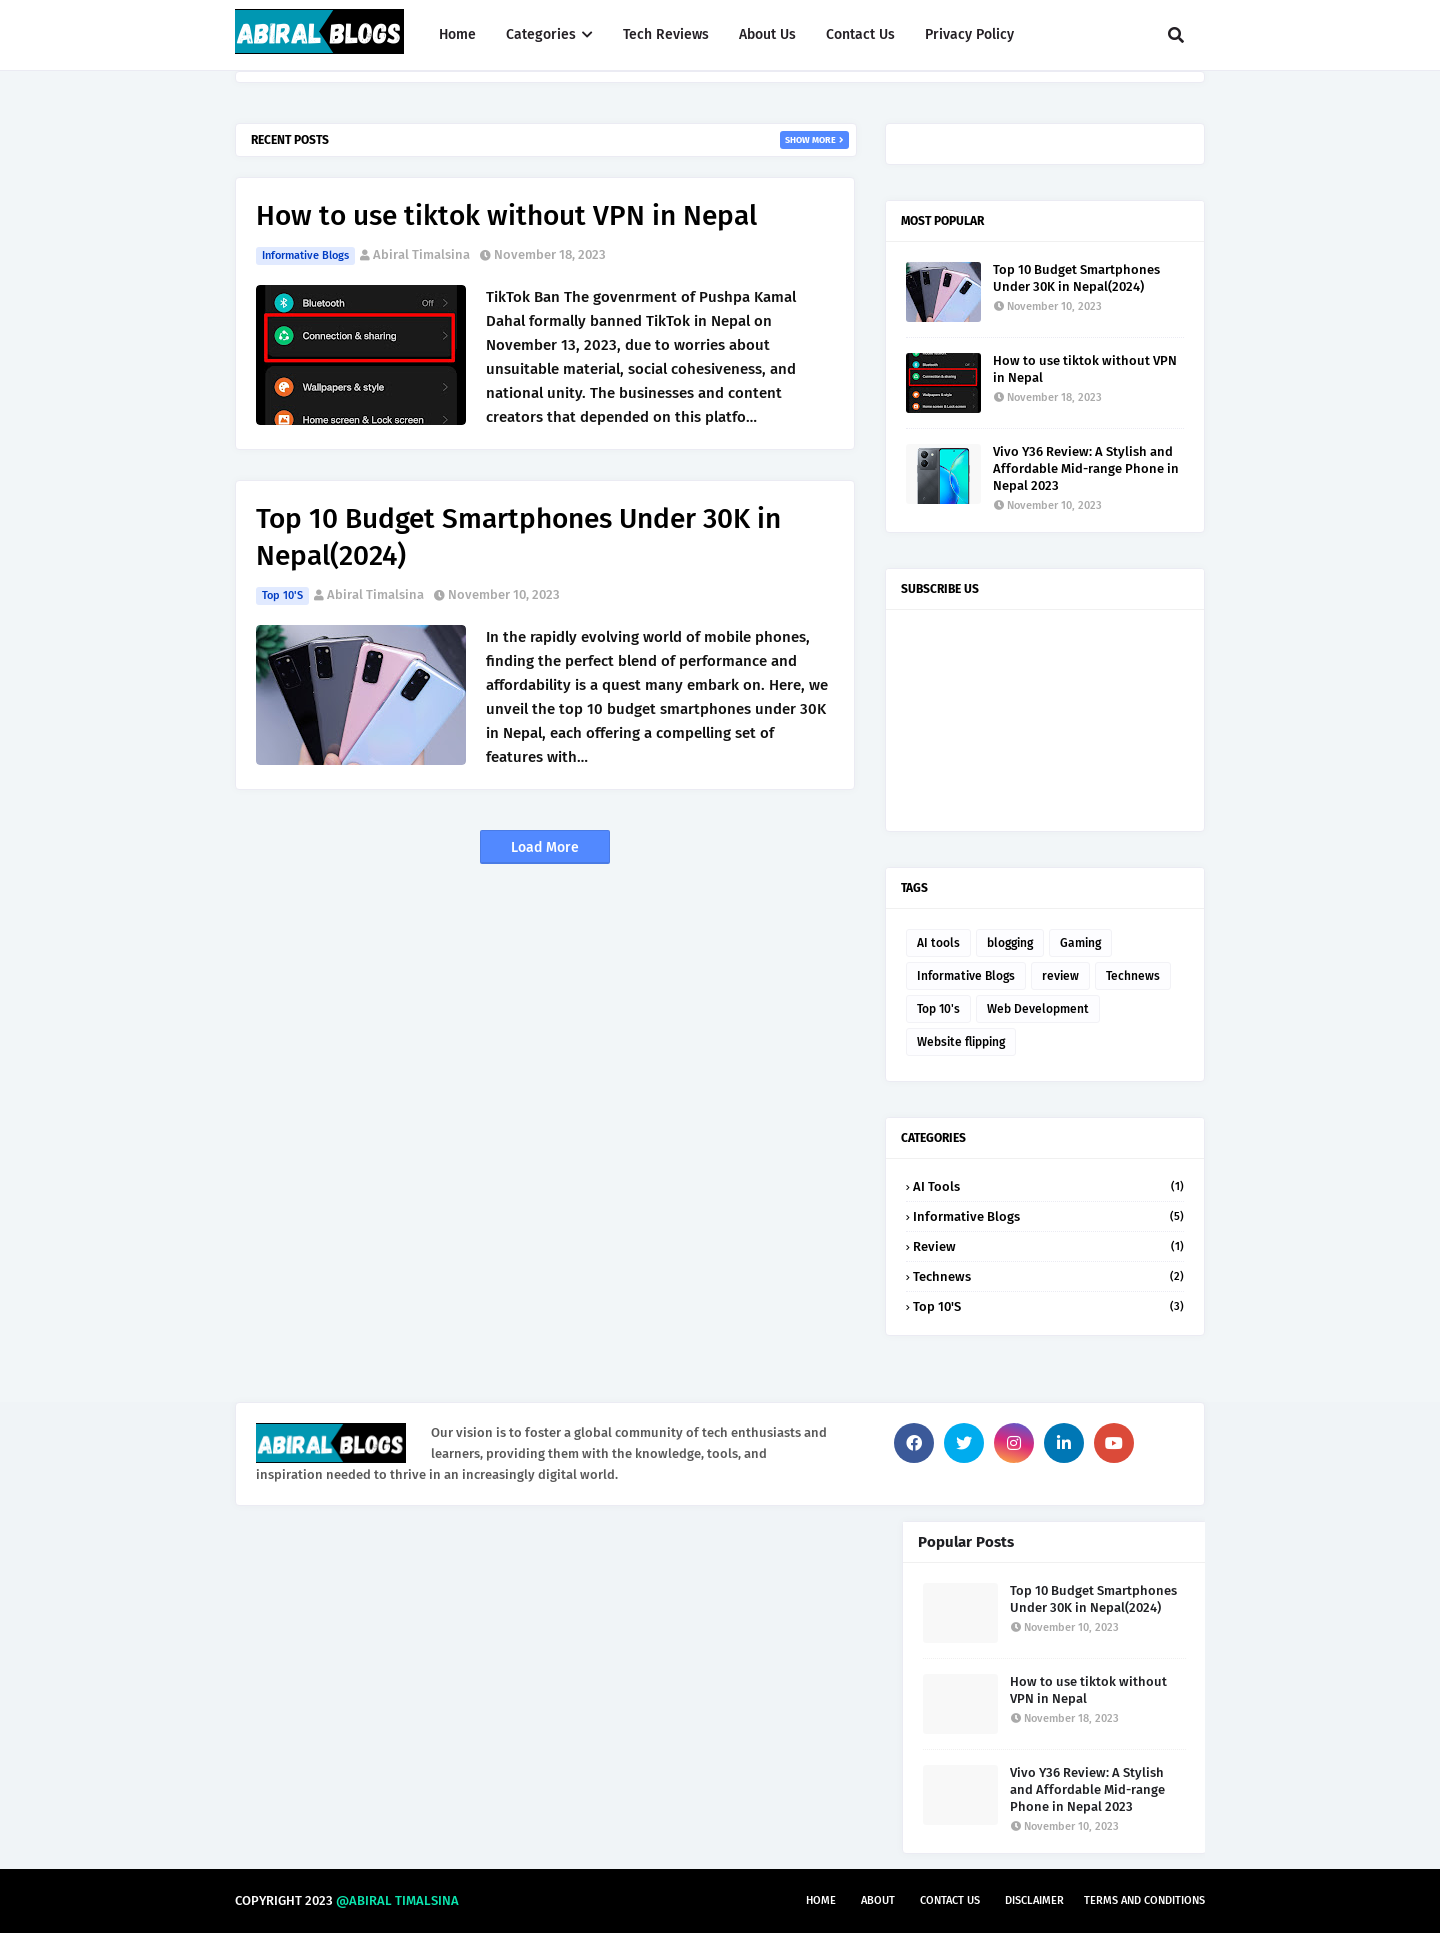 ABIRAL BLOGS
Home
Categories
Tech Reviews
About Us
Contact Us
Privacy Policy
RECENT POSTS
SHOW MORE
How to use tiktok without VPN in Nepal
Informative Blogs Abiral Timalsina November 18, 2023
Bluetooth Off
Connection & sharing
Wallpapers & style
Home screen & Lock screen
TikTok Ban The govenrment of Pushpa Kamal
Dahal formally banned TikTok in Nepal on
November 13, 2023, due to worries about
unsuitable material, social cohesiveness, and
national unity. The businesses and content
creators that depended on this platfo...
Top 10 Budget Smartphones Under 30K in
Nepal(2024)
Top 10'S Abiral Timalsina November 10, 2023
In the rapidly evolving world of mobile phones,
finding the perfect blend of performance and
affordability is a quest many embark on. Here, we
unveil the top 10 budget smartphones under 30K
in Nepal, each offering a compelling set of
features with...
Load More
MOST POPULAR
Top 10 Budget Smartphones
Under 30K in Nepal(2024)
November 10, 2023
Bluetooth
Connection & sharing
Wallpapers & style
Home screen & Lock screen
How to use tiktok without VPN
in Nepal
November 18, 2023
Vivo Y36 Review: A Stylish and
Affordable Mid-range Phone in
Nepal 2023
November 10, 2023
SUBSCRIBE US
TAGS
AI tools
blogging
Gaming
Informative Blogs
review
Technews
Top 10's
Web Development
Website flipping
CATEGORIES
› AI Tools (1)
› Informative Blogs (5)
› Review (1)
› Technews (2)
› Top 10'S (3)
ABIRAL BLOGS
Our vision is to foster a global community of tech enthusiasts and
learners, providing them with the knowledge, tools, and
inspiration needed to thrive in an increasingly digital world.
Popular Posts
Top 10 Budget Smartphones
Under 30K in Nepal(2024)
November 10, 2023
How to use tiktok without
VPN in Nepal
November 18, 2023
Vivo Y36 Review: A Stylish
and Affordable Mid-range
Phone in Nepal 2023
November 10, 2023
COPYRIGHT 2023 @ABIRAL TIMALSINA
HOME
ABOUT
CONTACT US
DISCLAIMER
TERMS AND CONDITIONS